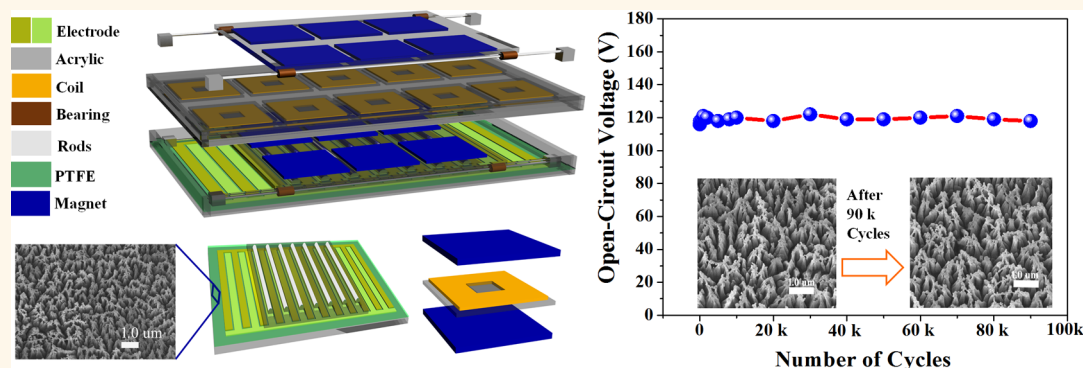 Electrode
Acrylic
Coil
Bearing
Rods
PTFE
Magnet
1.0 um
Open-Circuit Voltage (V)
180
160
140
120
100
80
60
40
20
0
After
90 k
Cycles
1.0 um
1.0 um
0
20 k
40 k
60 k
80 k
100k
Number of Cycles